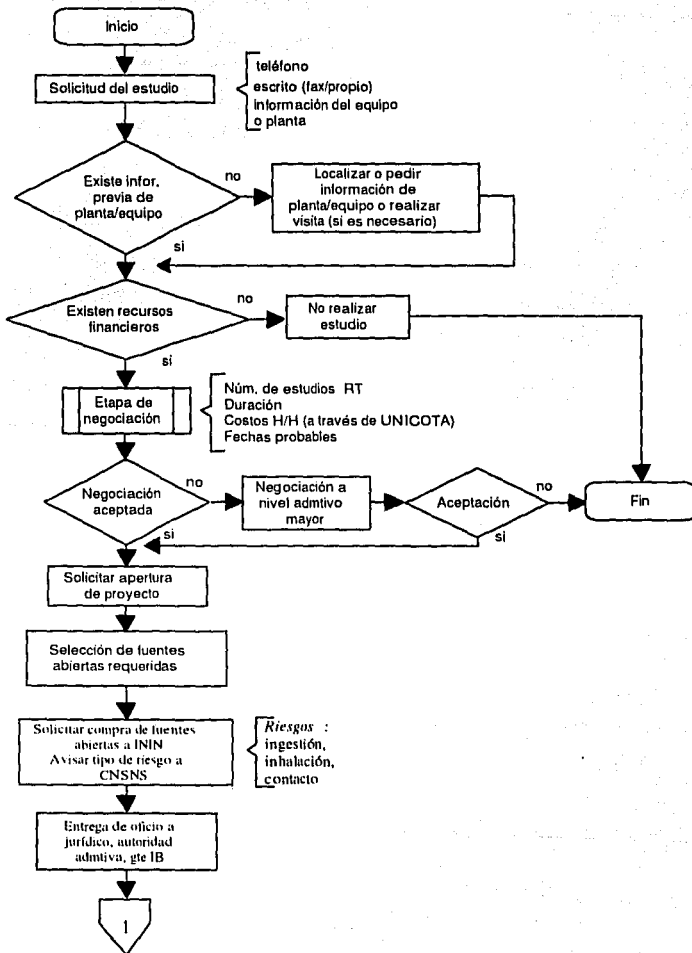 Inicio
Solicitud del estudio
teléfono
escrito (fax/propio)
información del equipo
o planta
Existe infor.
previa de
planta/equipo
no
Localizar o pedir
información de
planta/equipo o realizar
visita (si es necesario)
si
Existen recursos
financieros
no
No realizar
estudio
si
Etapa de
negociación
Núm. de estudios RT
Duración
Costos H/H (a través de UNICOTA)
Fechas probables
Negociación
aceptada
no
Negociación a
nivel admtivo
mayor
Aceptación
no
Fin
si
si
Solicitar apertura
de proyecto
Selección de fuentes
abiertas requeridas
Solicitar compra de fuentes
abiertas a ININ
Avisar tipo de riesgo a
CNSNS
Riesgos :
ingestión,
inhalación,
contacto
Entrega de oficio a
jurídico, autoridad
admtiva, gte IB
1